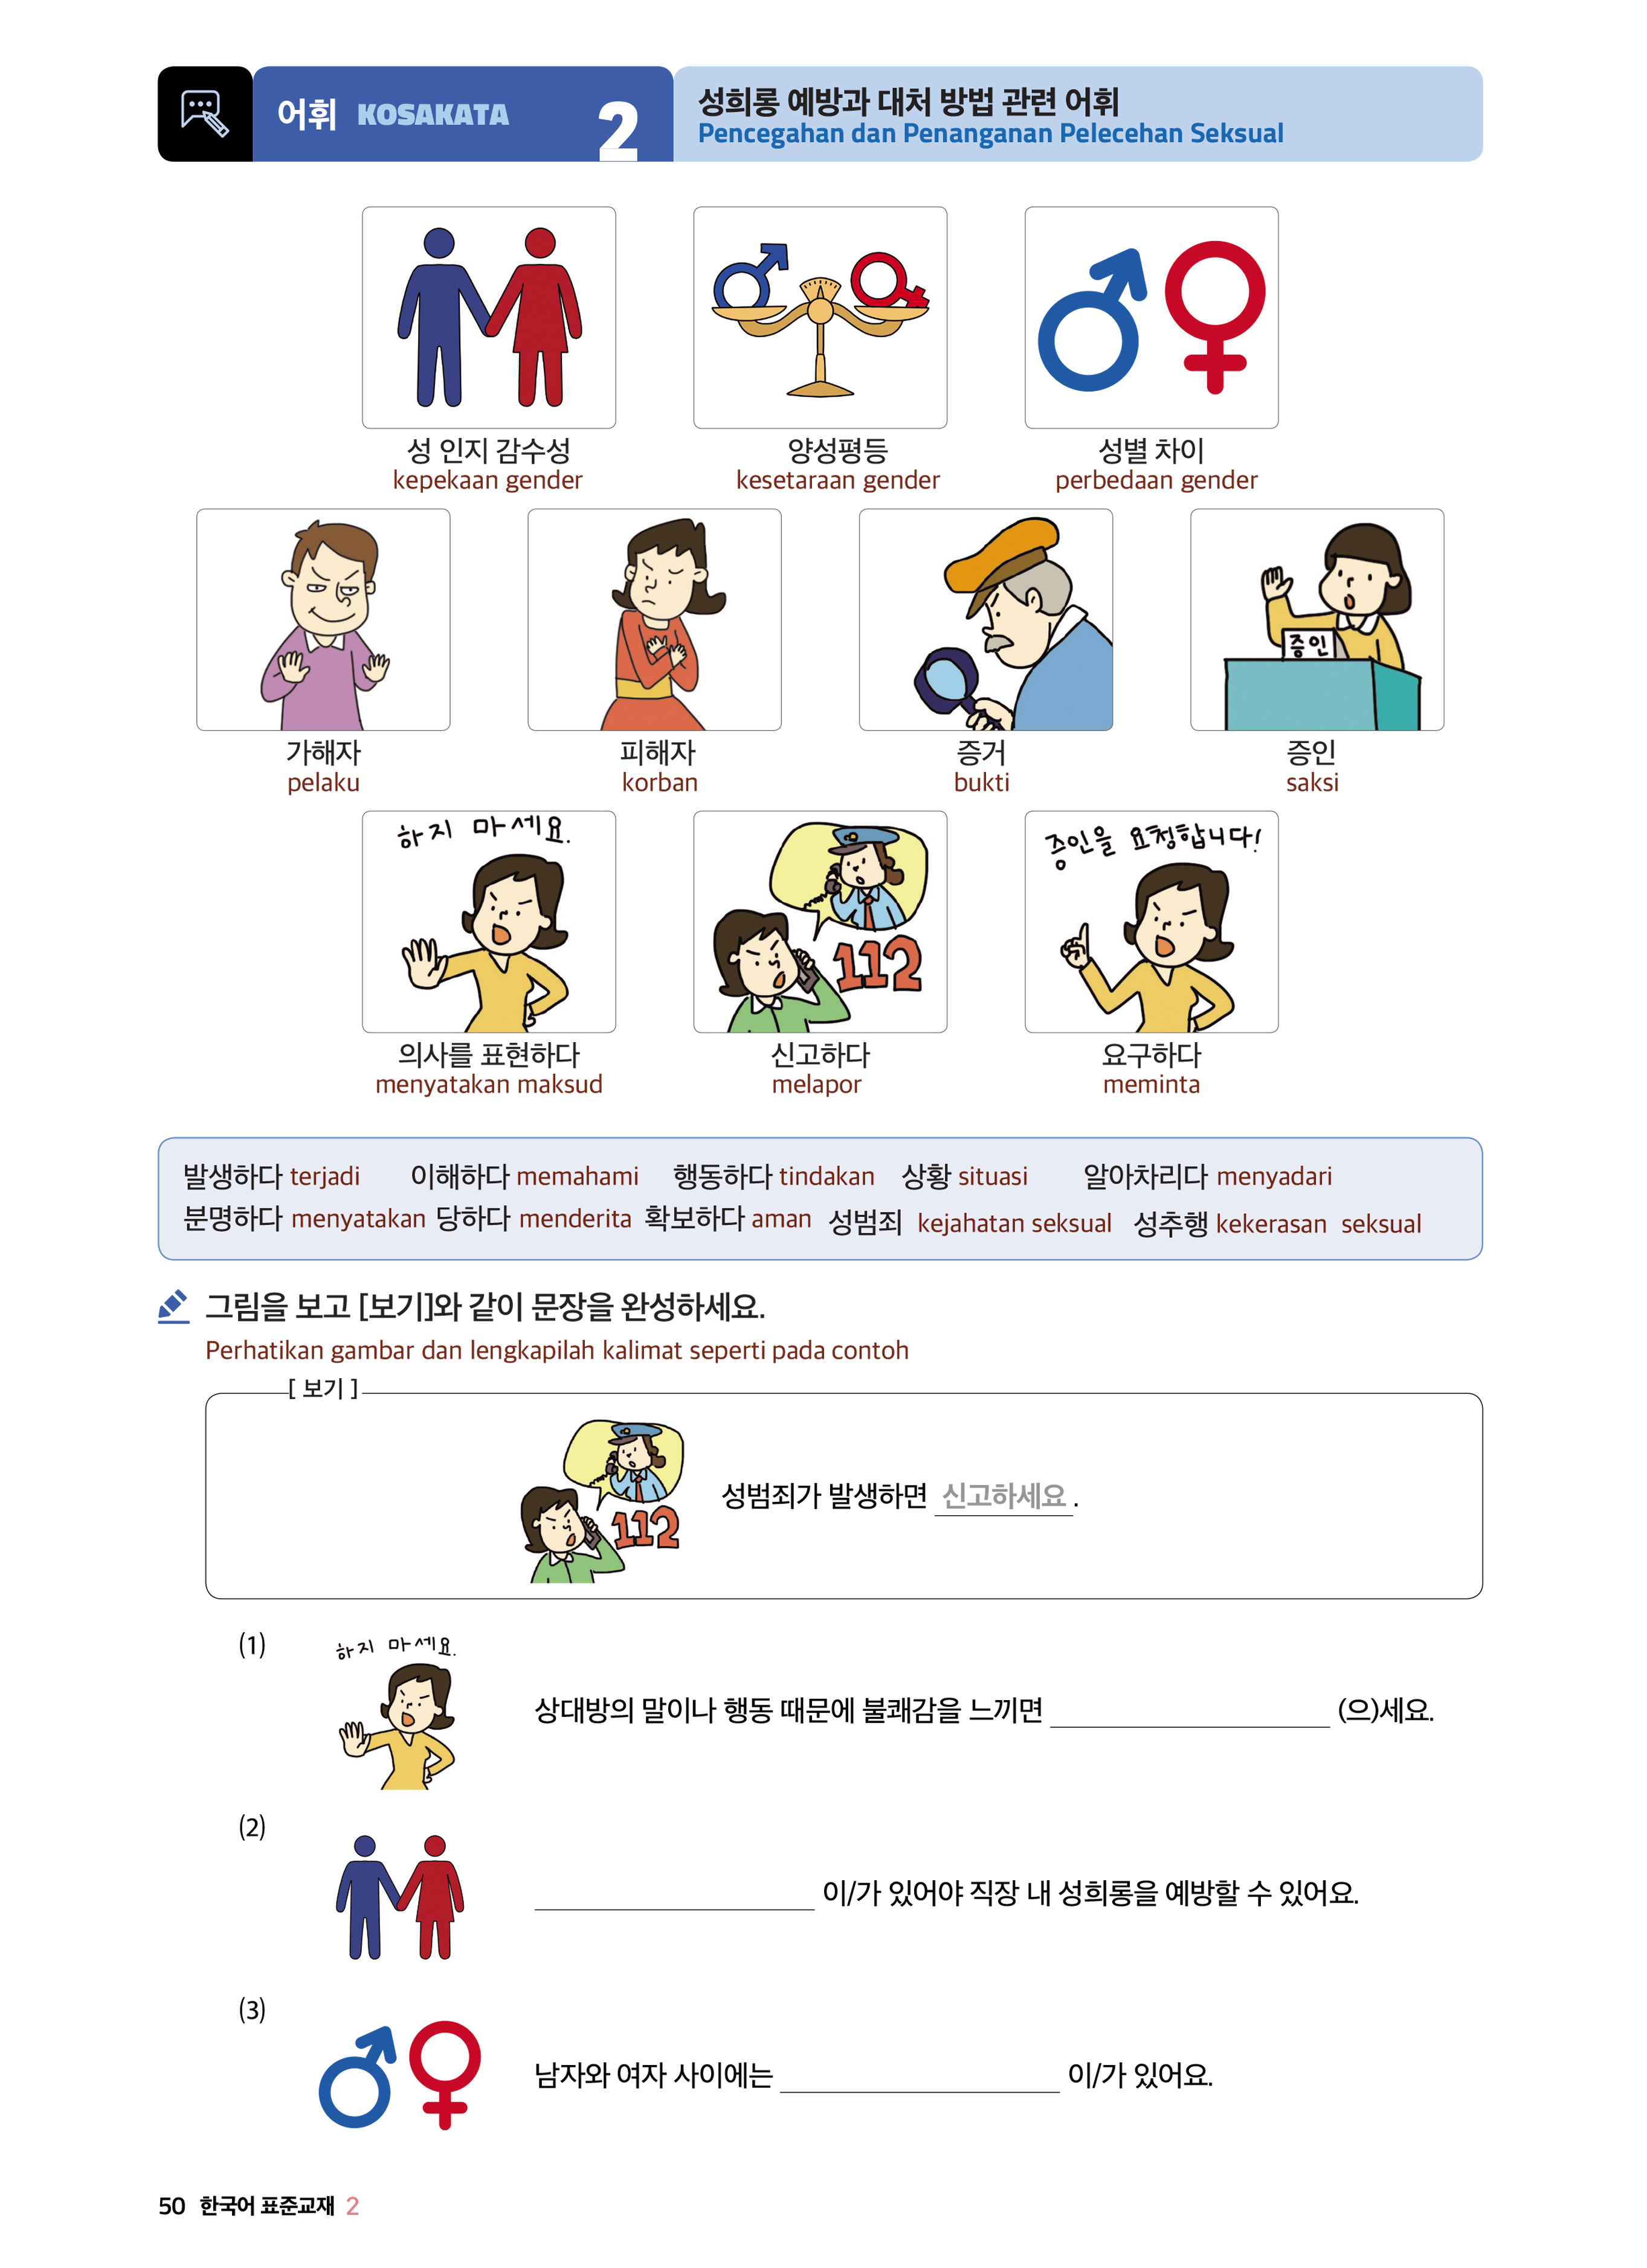 어휘 KOSAKATA 2
성희롱 예방과 대처 방법 관련 어휘
Pencegahan dan Penanganan Pelecehan Seksual
성 인지 감수성 양성평등 성별 차이
kepekaan gender kesetaraan gender perbedaan gender
증인
가해자 피해자 증거 증인
pelaku korban bukti saksi
하지 마세요. 증인을 요청합니다!
112
의사를 표현하다 신고하다 요구하다
menyatakan maksud melapor meminta
발생하다 terjadi 이해하다 memahami 행동하다 tindakan 상황 situasi 알아차리다 menyadari
분명하다 menyatakan 당하다 menderita 확보하다 aman 성범죄 kejahatan seksual 성추행 kekerasan seksual
그림을 보고 [보기]와 같이 문장을 완성하세요.
Perhatikan gambar dan lengkapilah kalimat seperti pada contoh
[ 보기 ]
성범죄가 발생하면 신고하세요 .
112
(1)
하지 마세요.
상대방의 말이나 행동 때문에 불쾌감을 느끼면 ____________ (으)세요.
(2)
____________ 이/가 있어야 직장 내 성희롱을 예방할 수 있어요.
(3)
남자와 여자 사이에는 ____________ 이/가 있어요.
50 한국어 표준교재 2